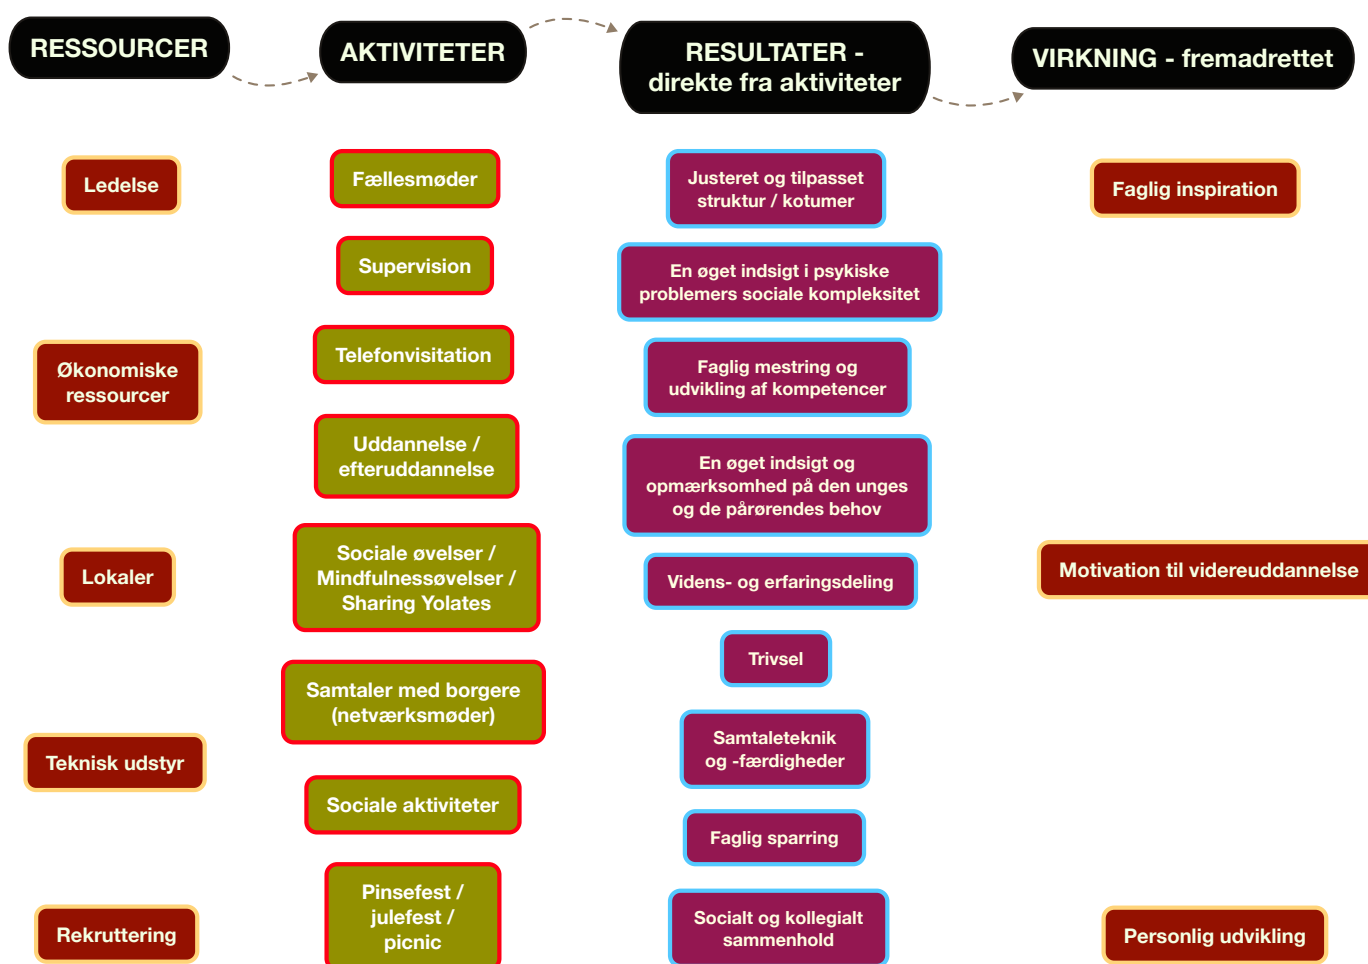 RESSOURCER
AKTIVITETER
RESULTATER -
direkte fra aktiviteter
VIRKNING - fremadrettet
Ledelse
Økonomiske
ressourcer
Lokaler
Teknisk udstyr
Rekruttering
Fællesmøder
Supervision
Telefonvisitation
Uddannelse /
efteruddannelse
Sociale øvelser /
Mindfulnessøvelser /
Sharing Yolates
Samtaler med borgere
(netværksmøder)
Sociale aktiviteter
Pinsefest /
julefest /
picnic
Justeret og tilpasset
struktur / kotumer
En øget indsigt i psykiske
problemers sociale kompleksitet
Faglig mestring og
udvikling af kompetencer
En øget indsigt og
opmærksomhed på den unges
og de pårørendes behov
Videns- og erfaringsdeling
Trivsel
Samtaleteknik
og -færdigheder
Faglig sparring
Socialt og kollegialt
sammenhold
Faglig inspiration
Motivation til videreuddannelse
Personlig udvikling